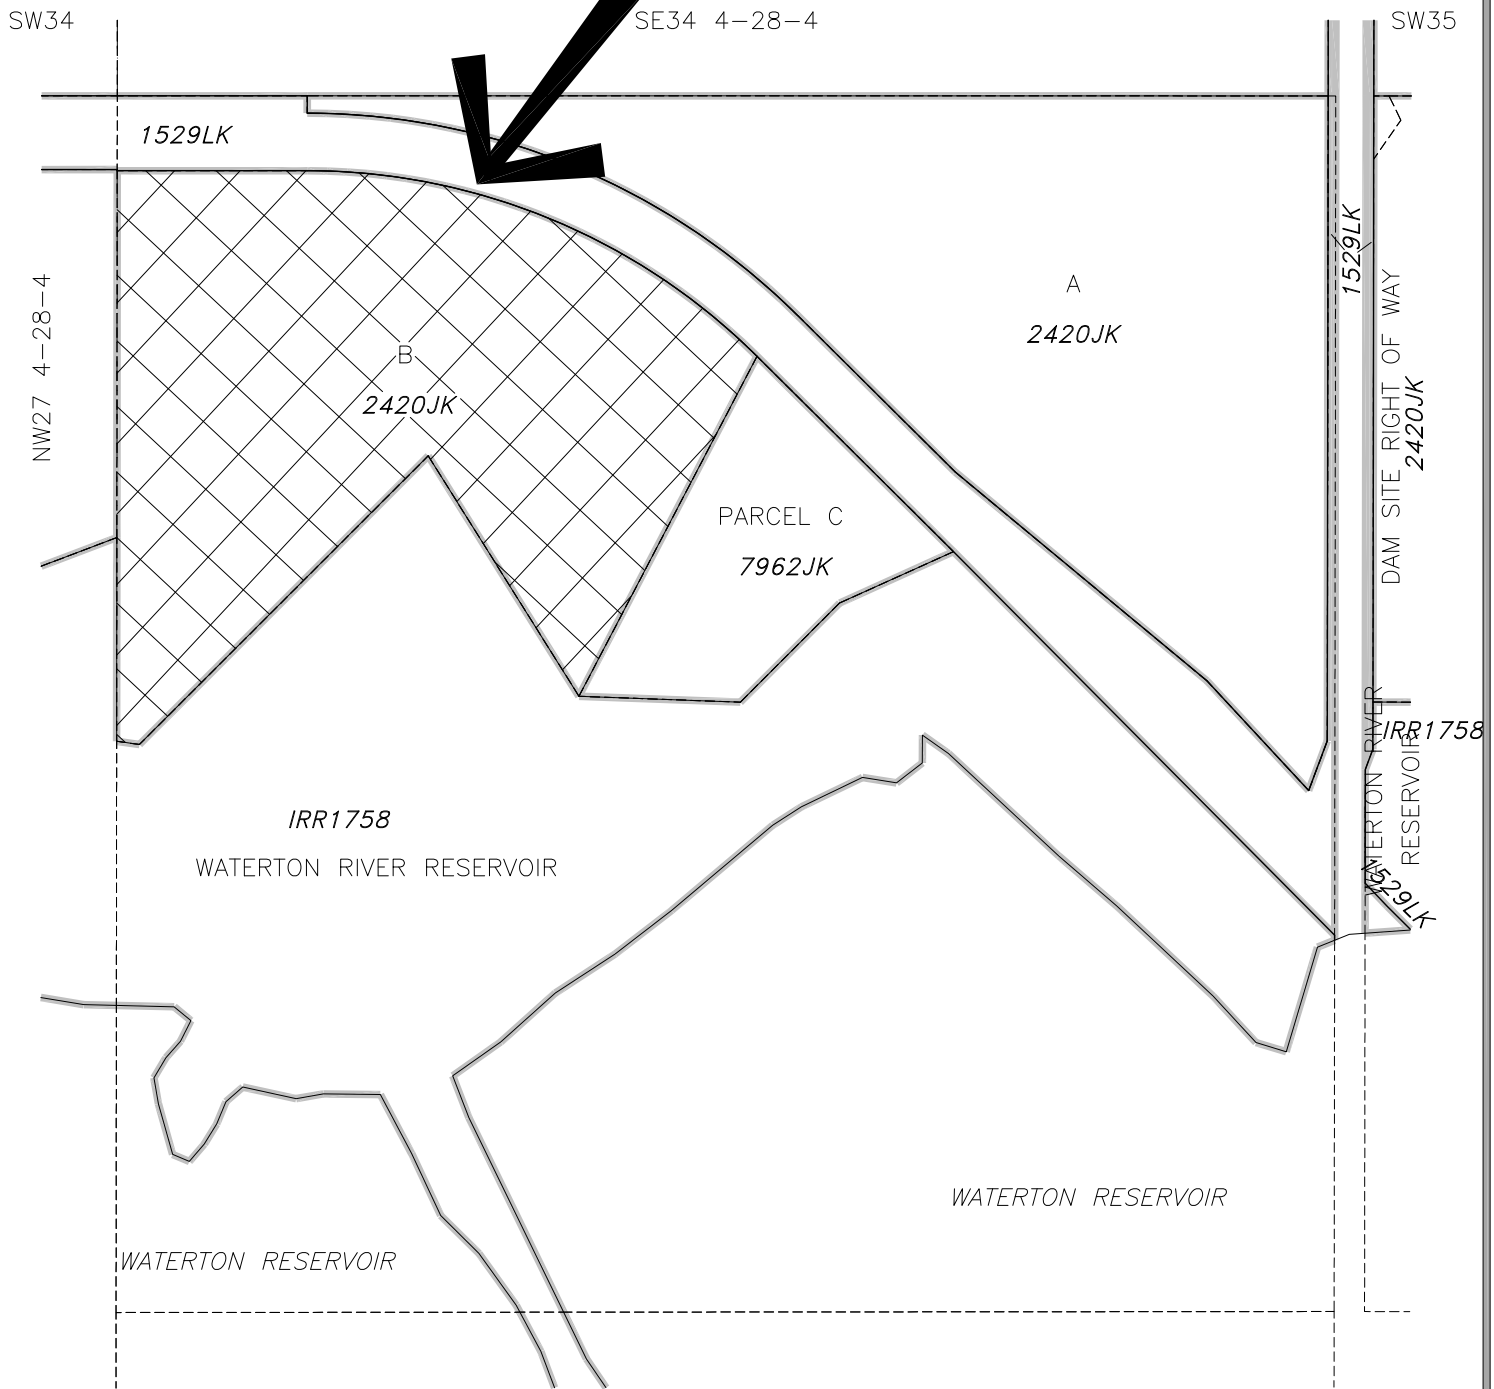 SW34
SE34 4-28-4
SW35
1529LK
1529LK
A
2420JK
NW27 4-28-4
B
2420JK
DAM SITE RIGHT OF WAY
2420JK
PARCEL C
7962JK
IRR1758
WATERTON RIVER
RESERVOIR
IRR1758
WATERTON RIVER RESERVOIR
1529LK
WATERTON RESERVOIR
WATERTON RESERVOIR